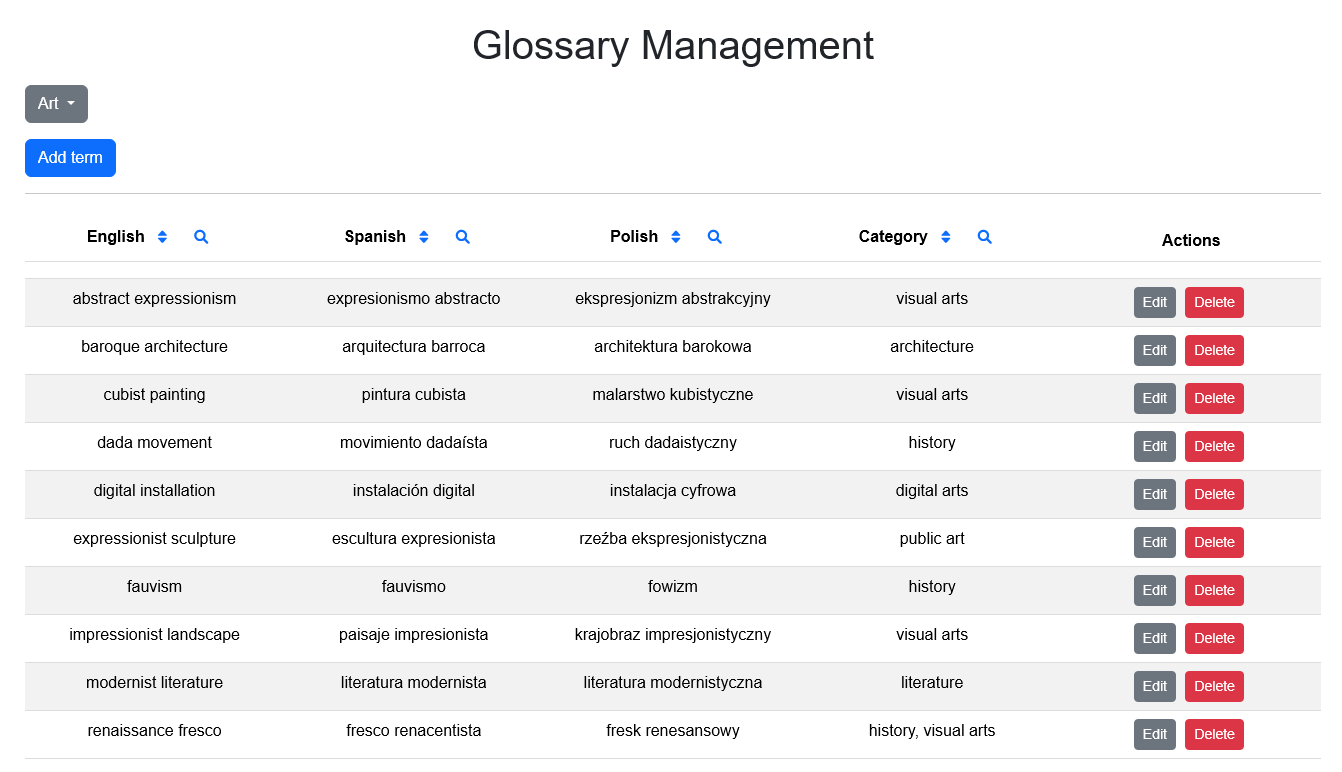 Glossary Management
Art
Add term
English Spanish Polish Category Actions
abstract expressionism expresionismo abstracto ekspresjonizm abstrakcyjny visual arts Edit Delete
baroque architecture arquitectura barroca architektura barokowa architecture Edit Delete
cubist painting pintura cubista malarstwo kubistyczne visual arts Edit Delete
dada movement movimiento dadaísta ruch dadaistyczny history Edit Delete
digital installation instalación digital instalacja cyfrowa digital arts Edit Delete
expressionist sculpture escultura expresionista rzeźba ekspresjonistyczna public art Edit Delete
fauvism fauvismo fowizm history Edit Delete
impressionist landscape paisaje impresionista krajobraz impresjonistyczny visual arts Edit Delete
modernist literature literatura modernista literatura modernistyczna literature Edit Delete
renaissance fresco fresco renacentista fresk renesansowy history, visual arts Edit Delete